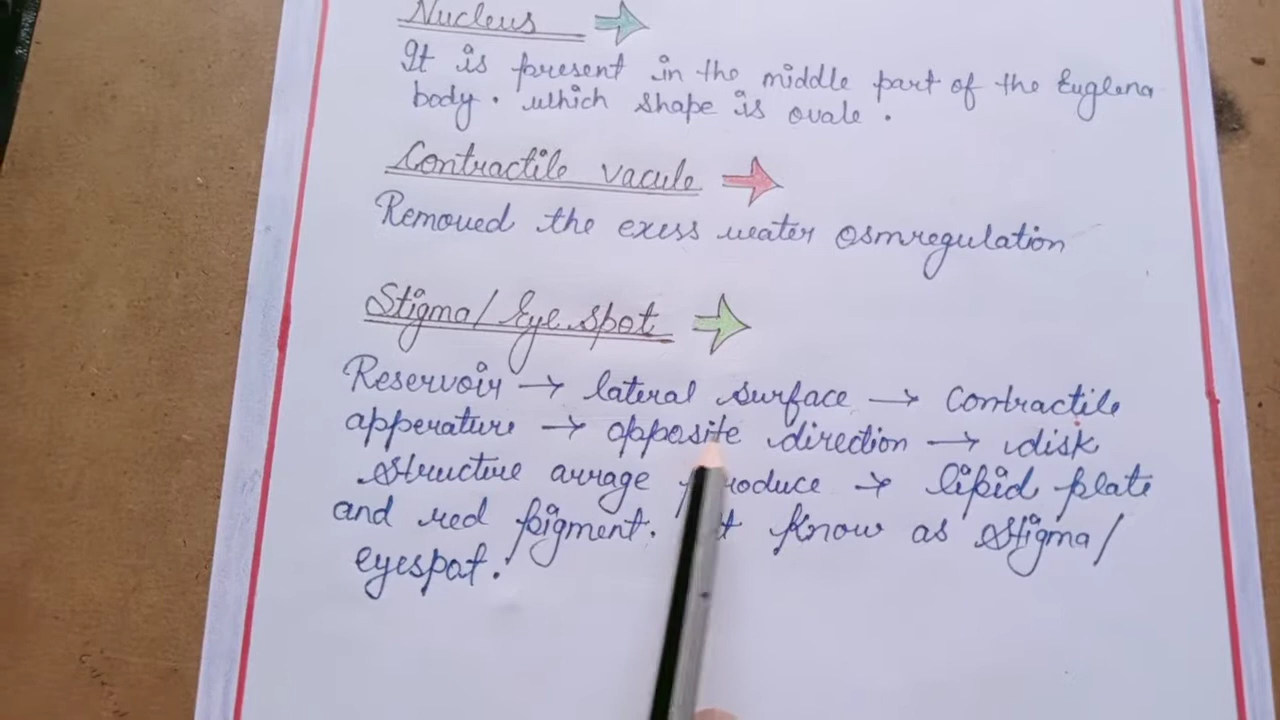 Nucleus
It is present in the middle part of the Euglena
body. which shape is ovale.
Contractile vacule
Removed the exess water osmregulation
Stigma/Eye spot
Reservoir → lateral surface → Contractile
apperature → opposite direction → disk
structure arrage produce → lipid plate
and red pigment. It know as stigma/
eyespot.